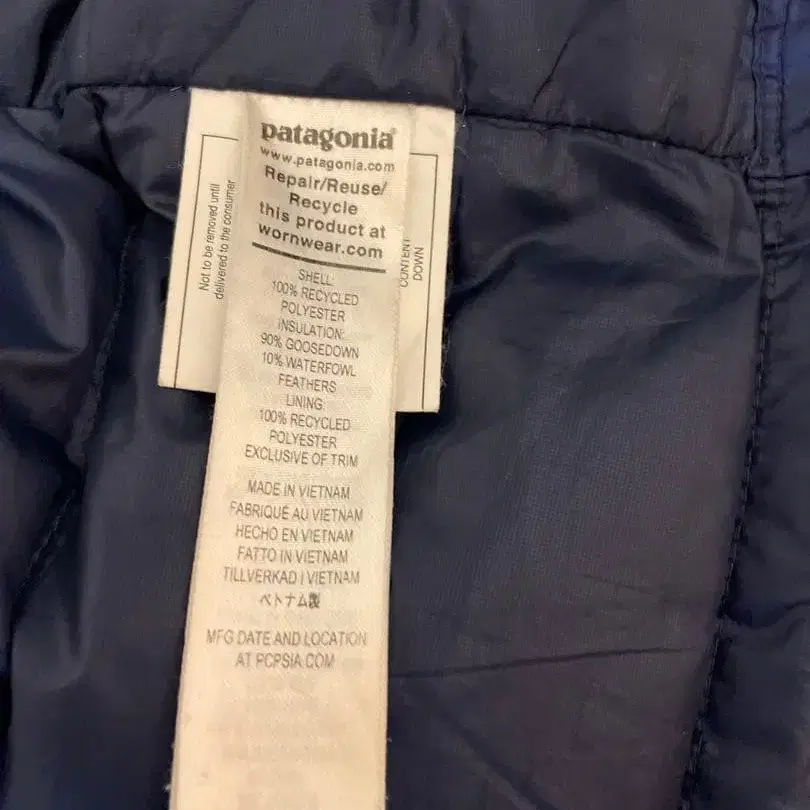 patagonia®
www.patagonia.com
Repair/Reuse/
Recycle
this product at
wornwear.com
SHELL:
100% RECYCLED
POLYESTER
INSULATION:
90% GOOSEDOWN
10% WATERFOWL
FEATHERS
LINING:
100% RECYCLED
POLYESTER
EXCLUSIVE OF TRIM
MADE IN VIETNAM
FABRIQUÉ AU VIETNAM
HECHO EN VIETNAM
FATTO IN VIETNAM
TILLVERKAD I VIETNAM
ベトナム製
MFG DATE AND LOCATION
AT PCPSIA.COM
Not to be removed until
delivered to the consumer
CONTENT
DOWN